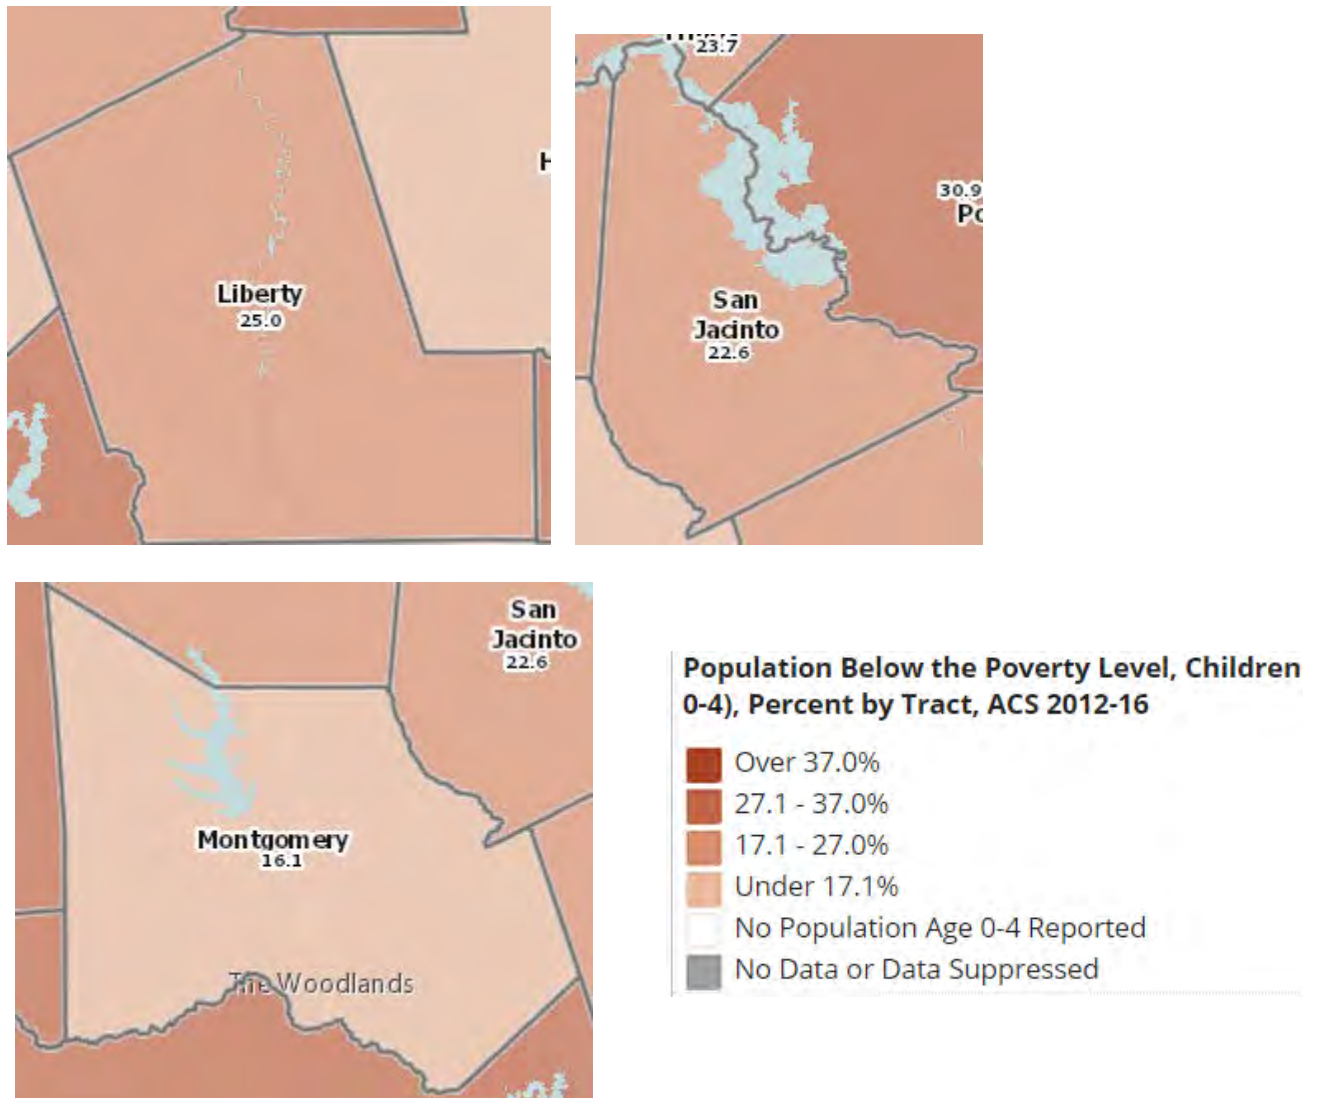 H
Liberty
25.0
23.7
30.9
Po
San
Jacinto
22.6
San
Jacinto
22.6
Montgomery
16.1
The Woodlands
Population Below the Poverty Level, Children
0-4), Percent by Tract, ACS 2012-16
Over 37.0%
27.1 - 37.0%
17.1 - 27.0%
Under 17.1%
No Population Age 0-4 Reported
No Data or Data Suppressed